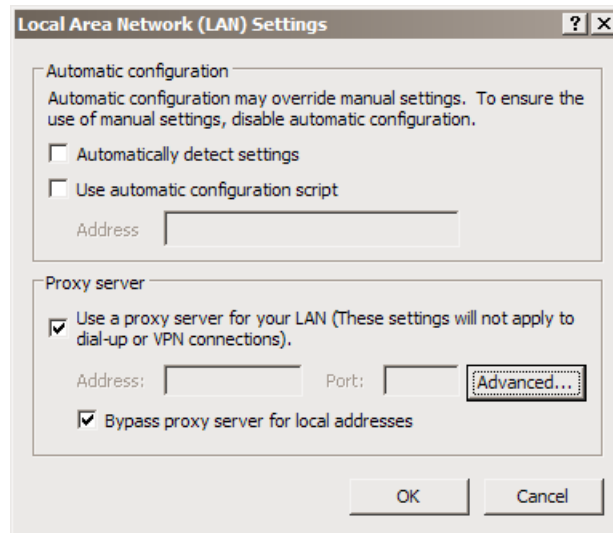 Local Area Network (LAN) Settings
Automatic configuration
Automatic configuration may override manual settings. To ensure the
use of manual settings, disable automatic configuration.
Automatically detect settings
Use automatic configuration script
Address
Proxy server
Use a proxy server for your LAN (These settings will not apply to
dial-up or VPN connections).
Address: Port: Advanced...
Bypass proxy server for local addresses
OK Cancel